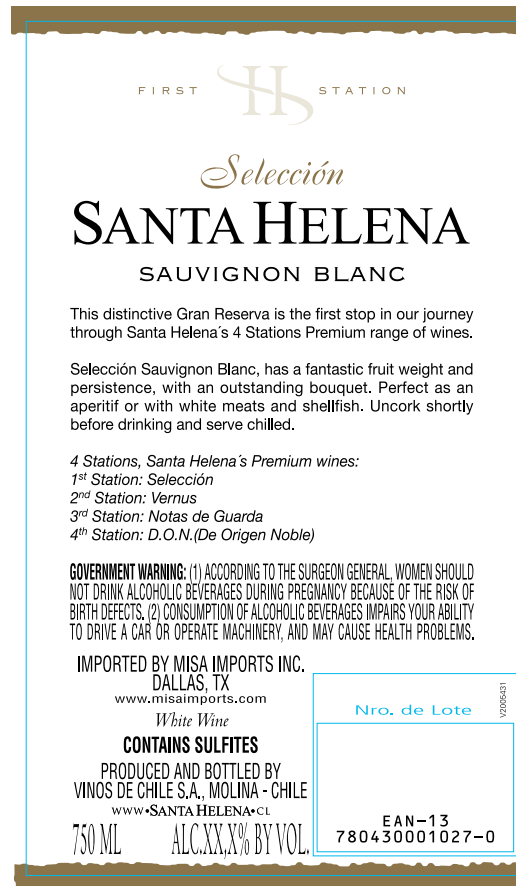 FIRST H STATION
Selección
SANTA HELENA
SAUVIGNON BLANC
This distinctive Gran Reserva is the first stop in our journey
through Santa Helena´s 4 Stations Premium range of wines.
Selección Sauvignon Blanc, has a fantastic fruit weight and
persistence, with an outstanding bouquet. Perfect as an
aperitif or with white meats and shellfish. Uncork shortly
before drinking and serve chilled.
4 Stations, Santa Helena´s Premium wines:
1st Station: Selección
2nd Station: Vernus
3rd Station: Notas de Guarda
4th Station: D.O.N.(De Origen Noble)
GOVERNMENT WARNING: (1) ACCORDING TO THE SURGEON GENERAL, WOMEN SHOULD
NOT DRINK ALCOHOLIC BEVERAGES DURING PREGNANCY BECAUSE OF THE RISK OF
BIRTH DEFECTS. (2) CONSUMPTION OF ALCOHOLIC BEVERAGES IMPAIRS YOUR ABILITY
TO DRIVE A CAR OR OPERATE MACHINERY, AND MAY CAUSE HEALTH PROBLEMS.
IMPORTED BY MISA IMPORTS INC.
DALLAS, TX
www.misaimports.com
White Wine
CONTAINS SULFITES
PRODUCED AND BOTTLED BY
VINOS DE CHILE S.A., MOLINA - CHILE
WWW•SANTA HELENA•CL
750 ML ALC.XX,X% BY VOL.
Nro. de Lote
V2005431
EAN-13
780430001027-0